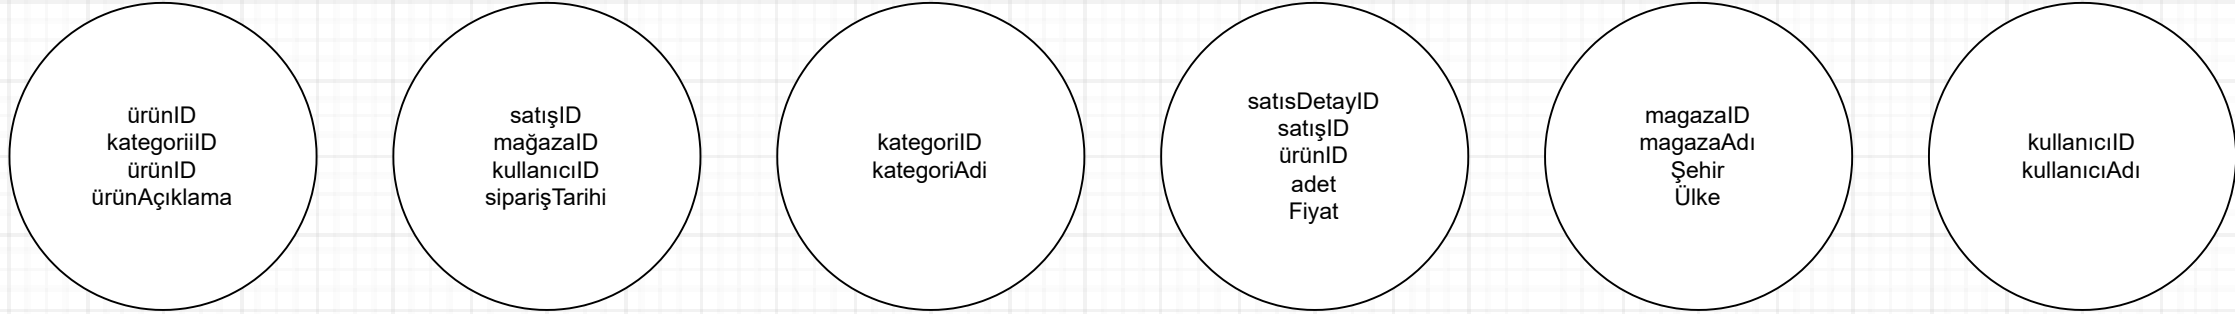 ürünID
kategoriiID
ürünID
ürünAçıklama
satışID
mağazaID
kullanıcıID
siparişTarihi
kategoriID
kategoriAdi
satısDetayID
satışID
ürünID
adet
Fiyat
magazaID
magazaAdı
Şehir
Ülke
kullanıcıID
kullanıcıAdı